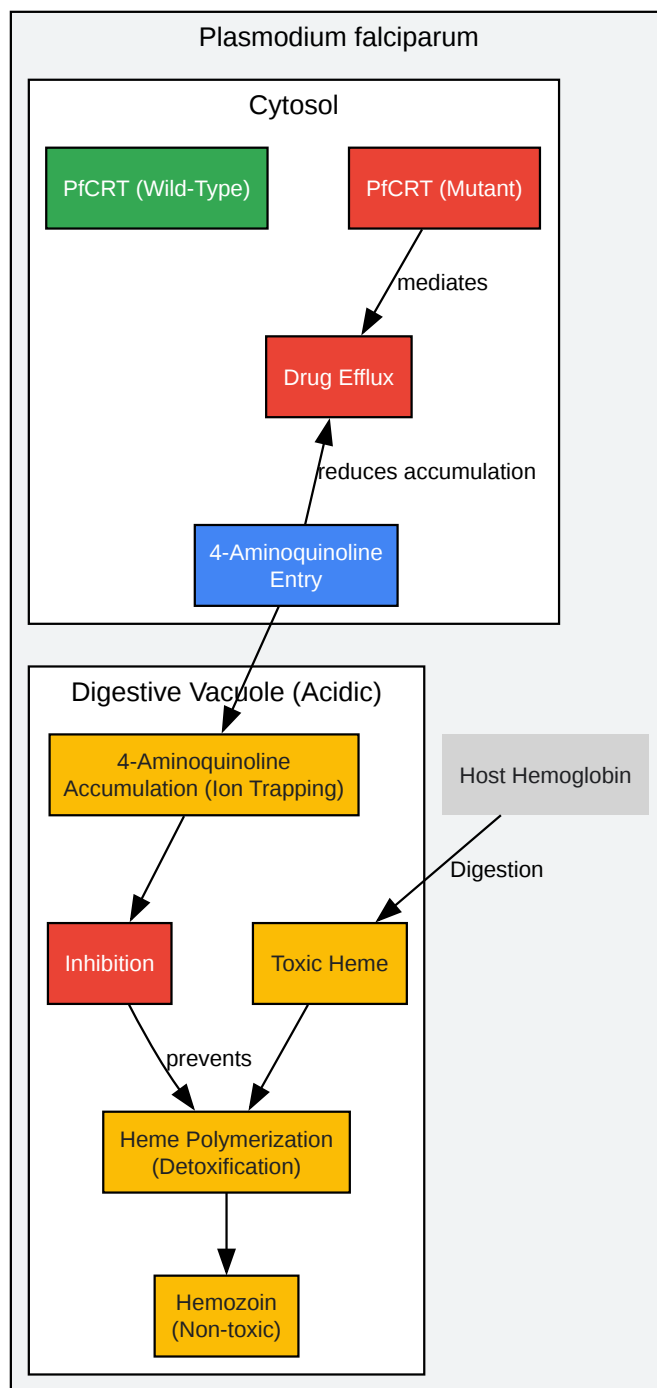 Plasmodium falciparum
Cytosol
PfCRT (Wild-Type)
PfCRT (Mutant)
mediates
Drug Efflux
reduces accumulation
4-Aminoquinoline
Entry
Digestive Vacuole (Acidic)
4-Aminoquinoline
Accumulation (Ion Trapping)
Host Hemoglobin
Digestion
Inhibition
Toxic Heme
prevents
Heme Polymerization
(Detoxification)
Hemozoin
(Non-toxic)